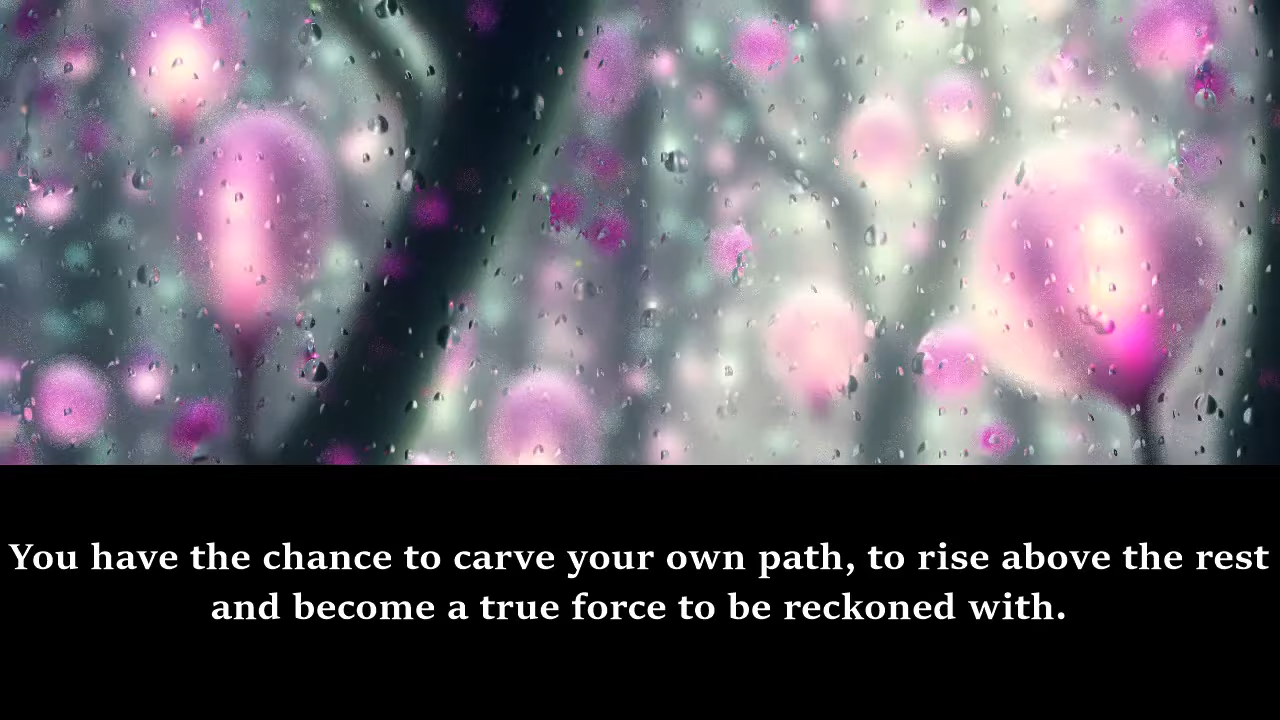 You have the chance to carve your own path, to rise above the rest
and become a true force to be reckoned with.